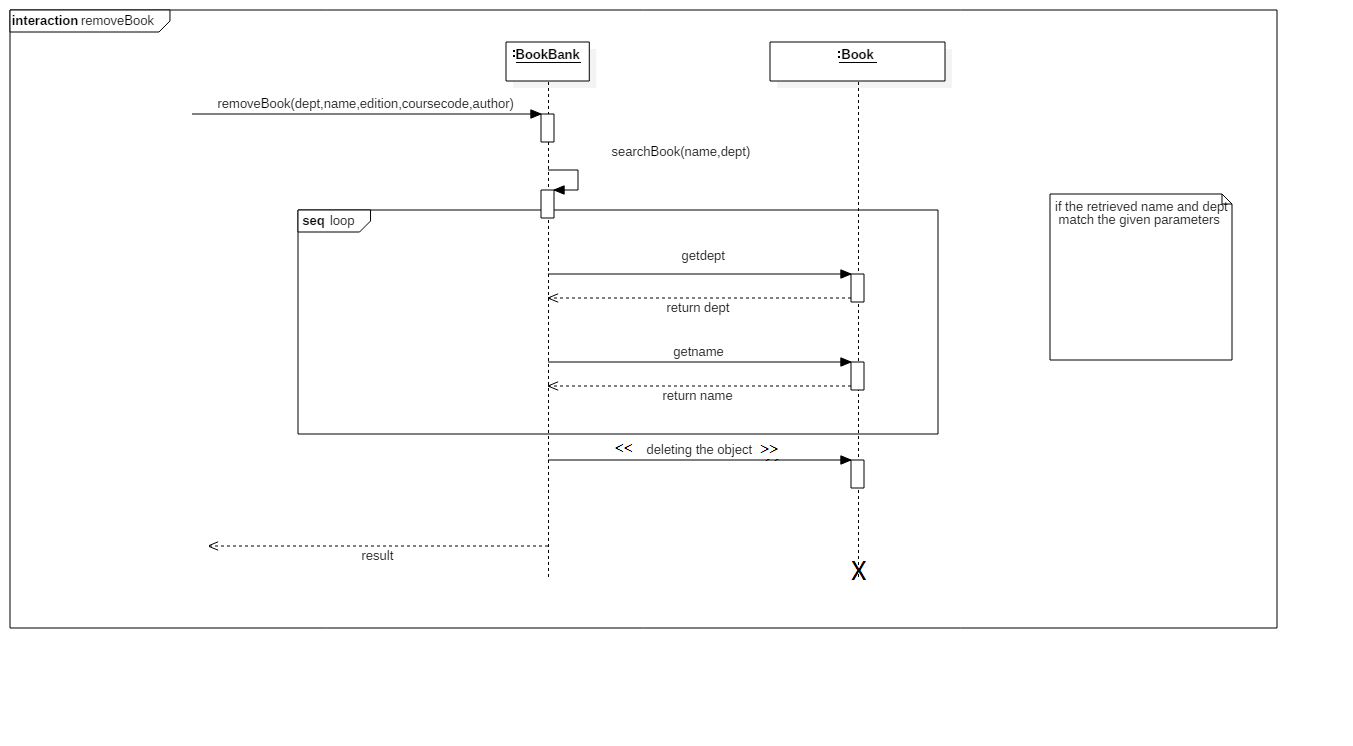 interaction removeBook
:BookBank
:Book
removeBook(dept,name,edition,coursecode,author)
searchBook(name,dept)
if the retrieved name and dept
match the given parameters
seq loop
getdept
return dept
getname
return name
<< deleting the object >>
result
X